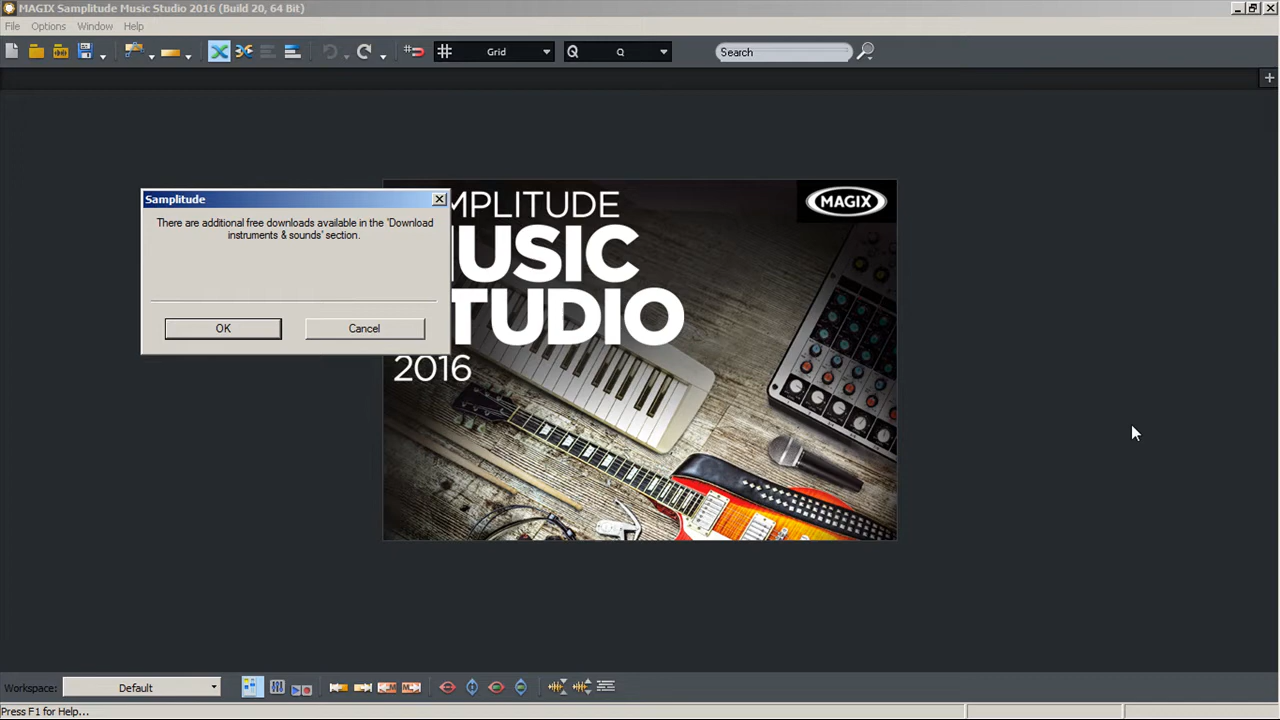 MAGIX Samplitude Music Studio 2016 (Build 20, 64 Bit)
File Options Window Help
Grid Q Q Search
Samplitude
There are additional free downloads available in the 'Download
instruments & sounds' section.
OK Cancel
MPLITUDE
MUSIC
STUDIO
2016
MAGIX
Workspace: Default
Press F1 for Help...